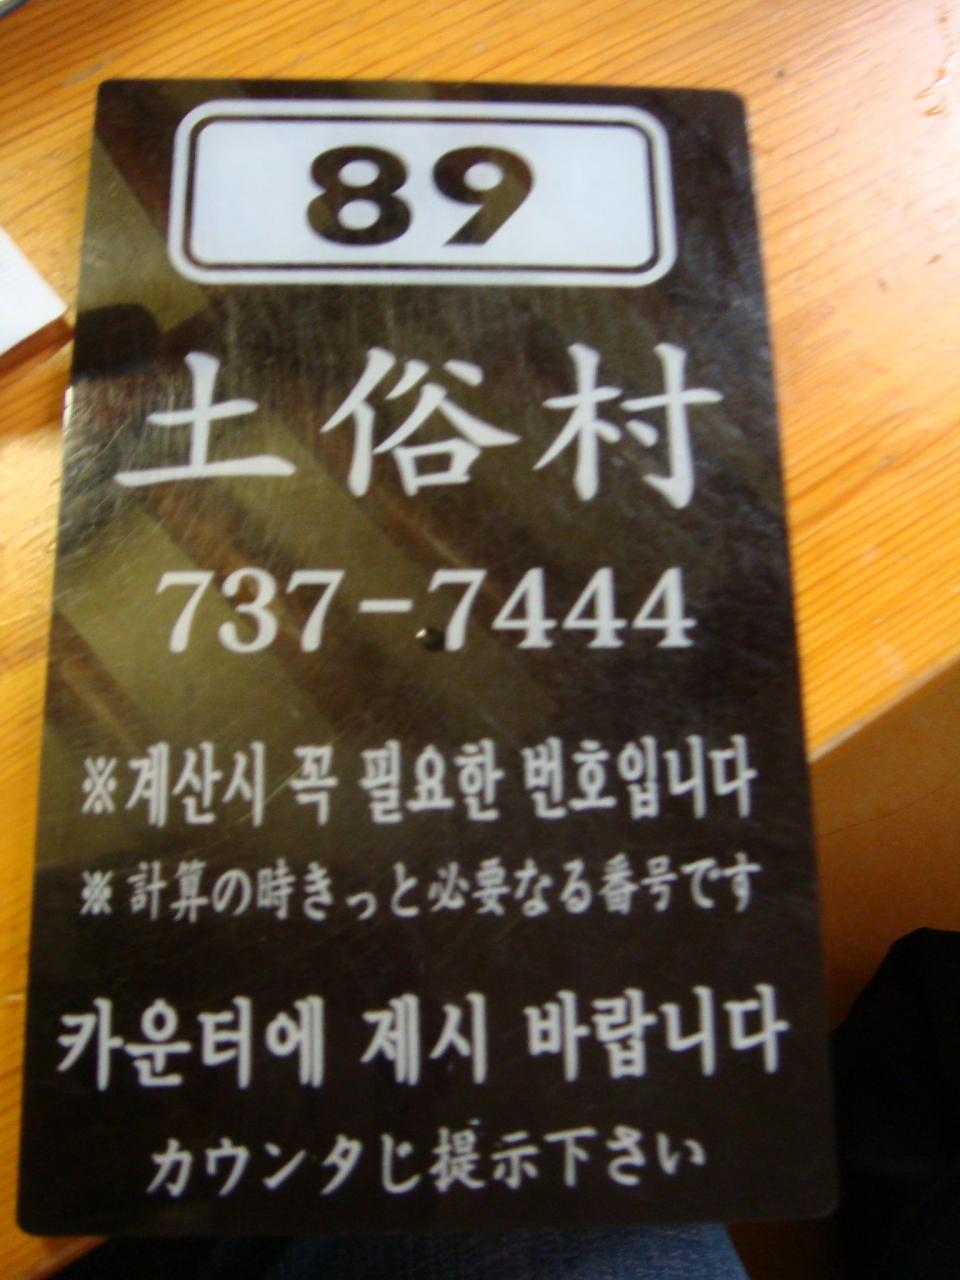 89
土俗村
737-7444
※계산시 꼭 필요한 번호입니다
※計算の時きっと必要なる番号です
카운터에 제시 바랍니다
カウンタじ提示下さい